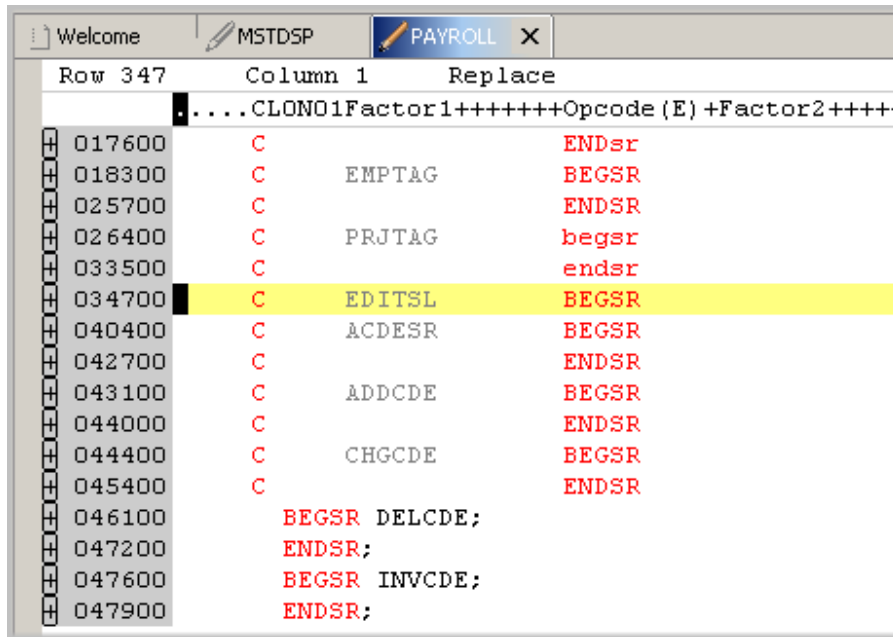 Welcome MSTDSP PAYROLL
Row 347 Column 1 Replace
.....CL0N01Factor1+++++++Opcode(E)+Factor2++++
017600 C ENDsr
018300 C EMPTAG BEGSR
025700 C ENDSR
026400 C PRJTAG begsr
033500 C endsr
034700 C EDITSL BEGSR
040400 C ACDESR BEGSR
042700 C ENDSR
043100 C ADDCDE BEGSR
044000 C ENDSR
044400 C CHGCDE BEGSR
045400 C ENDSR
046100 BEGSR DELCDE;
047200 ENDSR;
047600 BEGSR INVCDE;
047900 ENDSR;